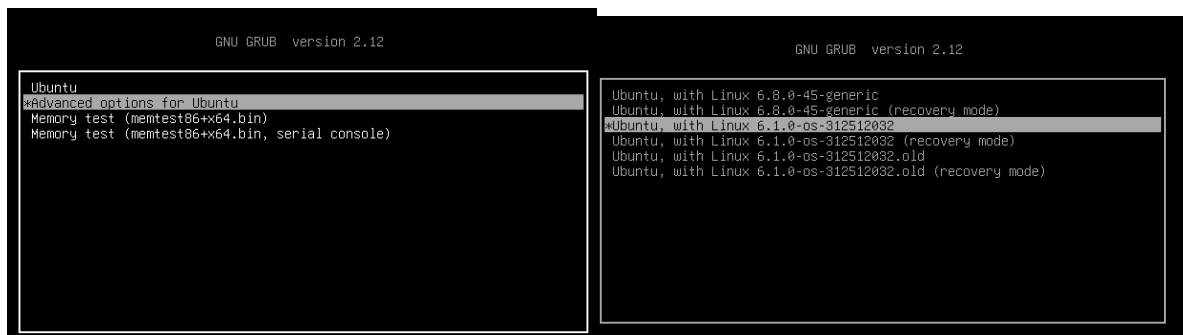 GNU GRUB version 2.12
Ubuntu
*Advanced options for Ubuntu
Memory test (memtest86+x64.bin)
Memory test (memtest86+x64.bin, serial console)
GNU GRUB version 2.12
Ubuntu, with Linux 6.8.0-45-generic
Ubuntu, with Linux 6.8.0-45-generic (recovery mode)
*Ubuntu, with Linux 6.1.0-os-312512032
Ubuntu, with Linux 6.1.0-os-312512032 (recovery mode)
Ubuntu, with Linux 6.1.0-os-312512032.old
Ubuntu, with Linux 6.1.0-os-312512032.old (recovery mode)